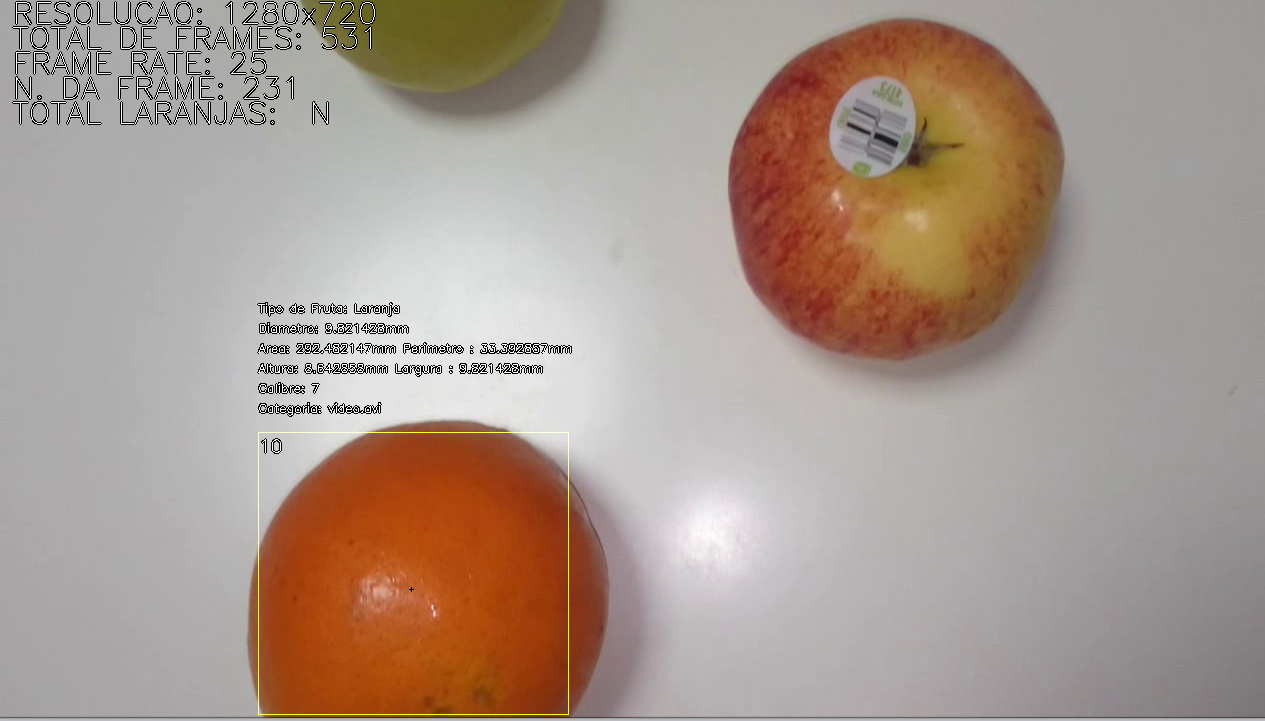 RESOLUCAO: 1280x720
TOTAL DE FRAMES: 531
FRAME RATE: 25
N. DA FRAME: 231
TOTAL LARANJAS: N
Tipo de Fruta: Laranja
Diametro: 9.821428mm
Area: 292.482147mm Perimetro : 33.392857mm
Altura: 8.642858mm Largura : 9.821428mm
Calibre: 7
Categoria: video.avi
10